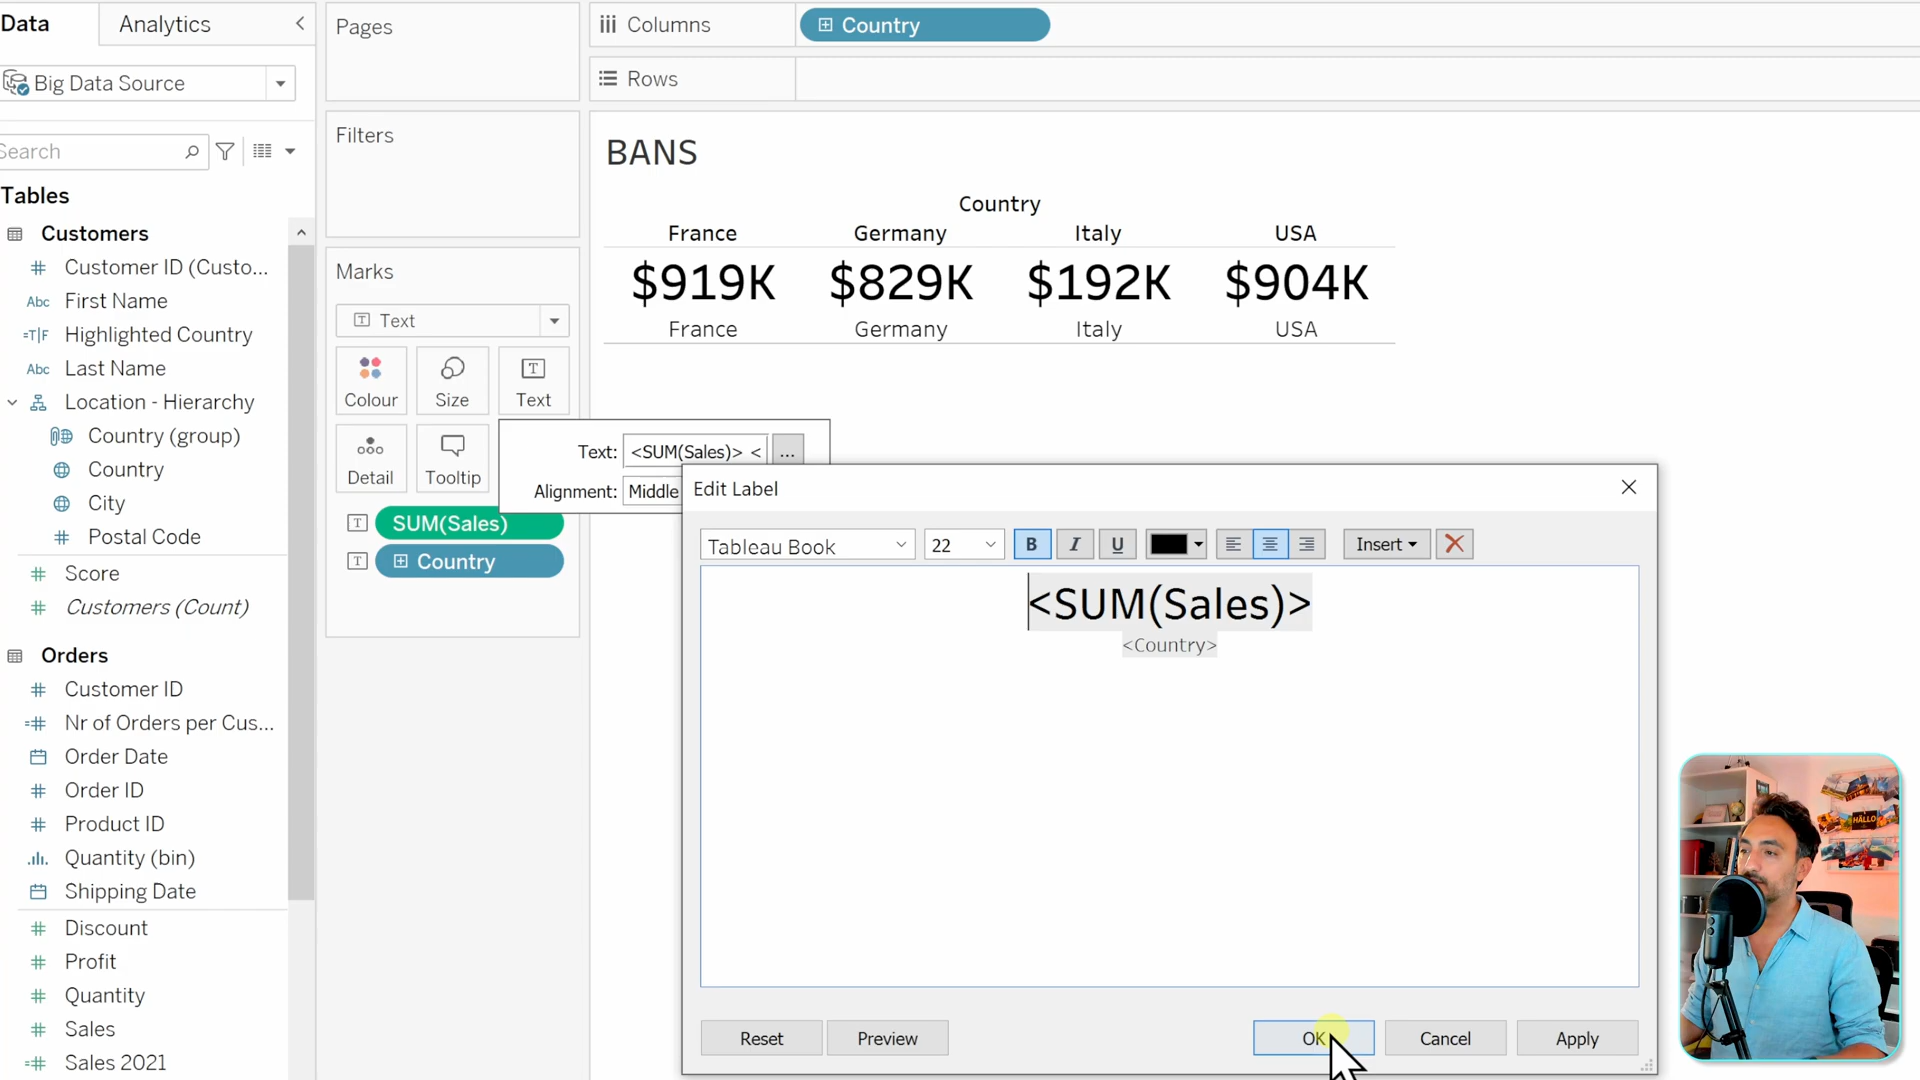 Data
Analytics
Big Data Source
Search
Tables
Customers
Customer ID (Custo...
Abc First Name
=T|F Highlighted Country
Abc Last Name
Location - Hierarchy
Country (group)
Country
City
Postal Code
Score
Customers (Count)
Orders
Customer ID
Nr of Orders per Cus...
Order Date
Order ID
Product ID
Quantity (bin)
Shipping Date
Discount
Profit
Quantity
Sales
Sales 2021
Pages
Filters
Marks
Text
Colour
Size
Text
Detail
Tooltip
SUM(Sales)
Country
Columns
Country
Rows
BANS
Country
France Germany Italy USA
$919K $829K $192K $904K
France Germany Italy USA
Text: <SUM(Sales)> < ...
Alignment: Middle
Edit Label
Tableau Book 22 B I U Insert
<SUM(Sales)>
<Country>
Reset Preview OK Cancel Apply
HALLO